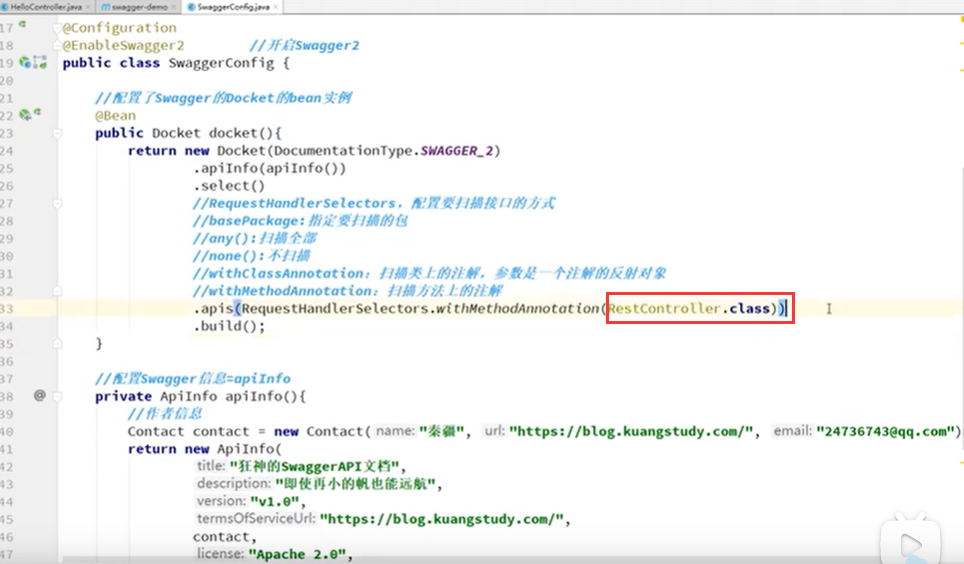 HelloController.java × swagger-demo × SwaggerConfig.java ×
17 @Configuration
18 @EnableSwagger2 //开启Swagger2
19 public class SwaggerConfig {
20
21 //配置了Swagger的Docket的bean实例
22 @Bean
23 public Docket docket(){
24 return new Docket(DocumentationType.SWAGGER_2)
25 .apiInfo(apiInfo())
26 .select()
27 //RequestHandlerSelectors，配置要扫描接口的方式
28 //basePackage:指定要扫描的包
29 //any():扫描全部
30 //none():不扫描
31 //withClassAnnotation：扫描类上的注解，参数是一个注解的反射对象
32 //withMethodAnnotation：扫描方法上的注解
33 .apis(RequestHandlerSelectors.withMethodAnnotation(RestController.class))
34 .build();
35 }
36
37 //配置Swagger信息=apiInfo
38 @ private ApiInfo apiInfo(){
39 //作者信息
40 Contact contact = new Contact( name: "秦疆", url: "https://blog.kuangstudy.com/", email: "24736743@qq.com")
41 return new ApiInfo(
42 title: "狂神的SwaggerAPI文档",
43 description: "即使再小的帆也能远航",
44 version: "v1.0",
45 termsOfServiceUrl: "https://blog.kuangstudy.com/",
46 contact,
47 license: "Apache 2.0",